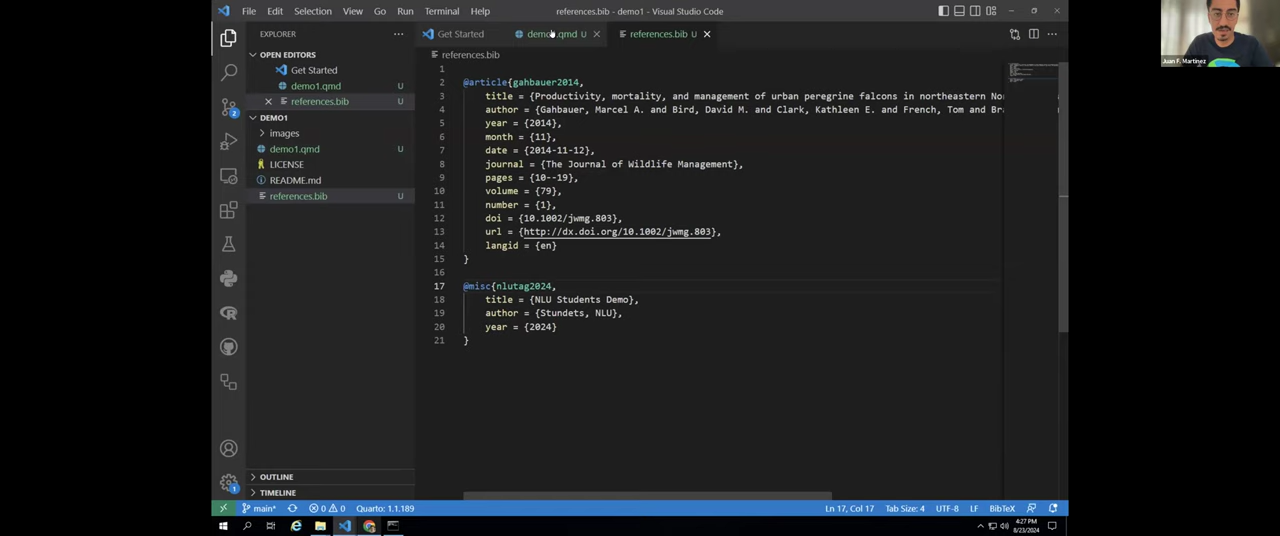 File Edit Selection View Go Run Terminal Help
references.bib - demo1 - Visual Studio Code
EXPLORER
OPEN EDITORS
Get Started
demo1.qmd U
references.bib U
DEMO1
images
demo1.qmd U
LICENSE
README.md
references.bib U
OUTLINE
TIMELINE
Get Started
demo1.qmd U
references.bib U
references.bib
1
2 @article{gahbauer2014,
3 title = {Productivity, mortality, and management of urban peregrine falcons in northeastern No
4 author = {Gahbauer, Marcel A. and Bird, David M. and Clark, Kathleen E. and French, Tom and Br
5 year = {2014},
6 month = {11},
7 date = {2014-11-12},
8 journal = {The Journal of Wildlife Management},
9 pages = {10--19},
10 volume = {79},
11 number = {1},
12 doi = {10.1002/jwmg.803},
13 url = {http://dx.doi.org/10.1002/jwmg.803},
14 langid = {en}
15 }
16
17 @misc{nlutag2024,
18 title = {NLU Students Demo},
19 author = {Stundets, NLU},
20 year = {2024}
21 }
main* 0 0 Quarto: 1.1.189
Ln 17, Col 17 Tab Size: 4 UTF-8 LF BibTeX
4:27 PM
8/23/2024
Juan F. Martinez